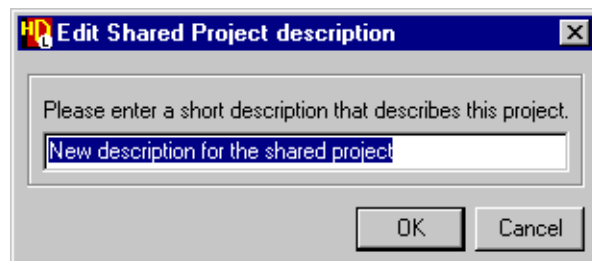 HDL Edit Shared Project description
Please enter a short description that describes this project.
New description for the shared project
OK Cancel